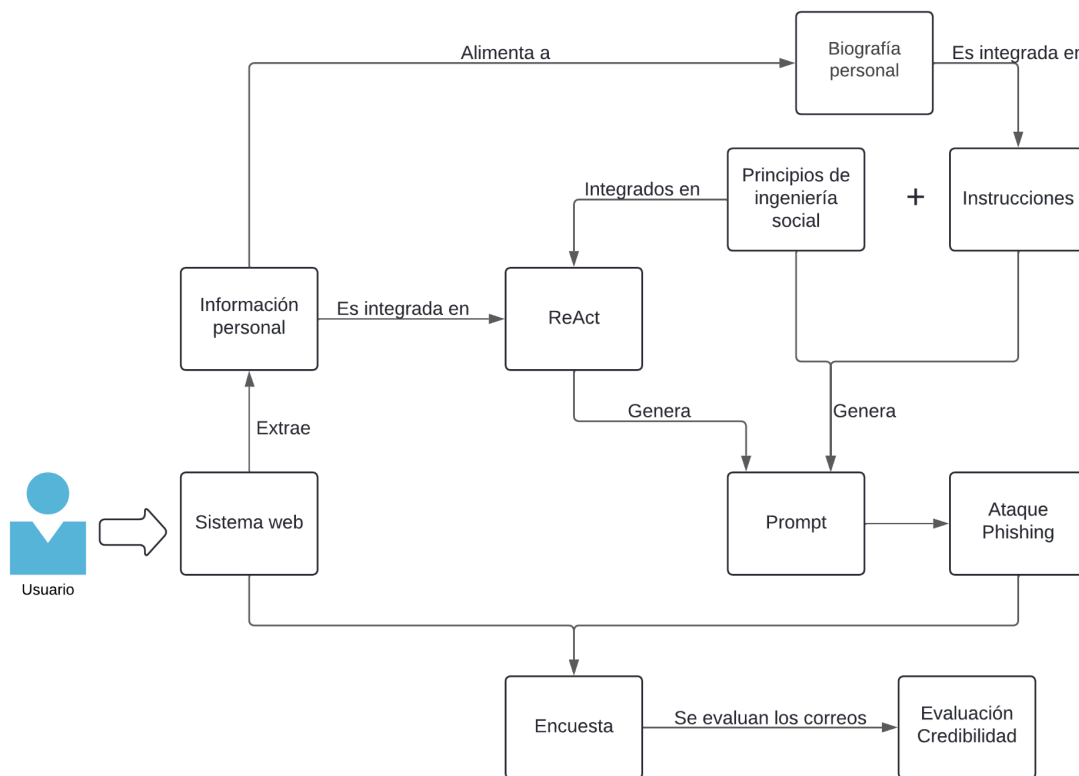 Biografía
personal
Alimenta a
Es integrada en
Principios de
ingeniería
social
Integrados en
+
Instrucciones
Información
personal
Es integrada en
ReAct
Genera
Genera
Extrae
Sistema web
Prompt
Ataque
Phishing
Usuario
Encuesta
Se evaluan los correos
Evaluación
Credibilidad